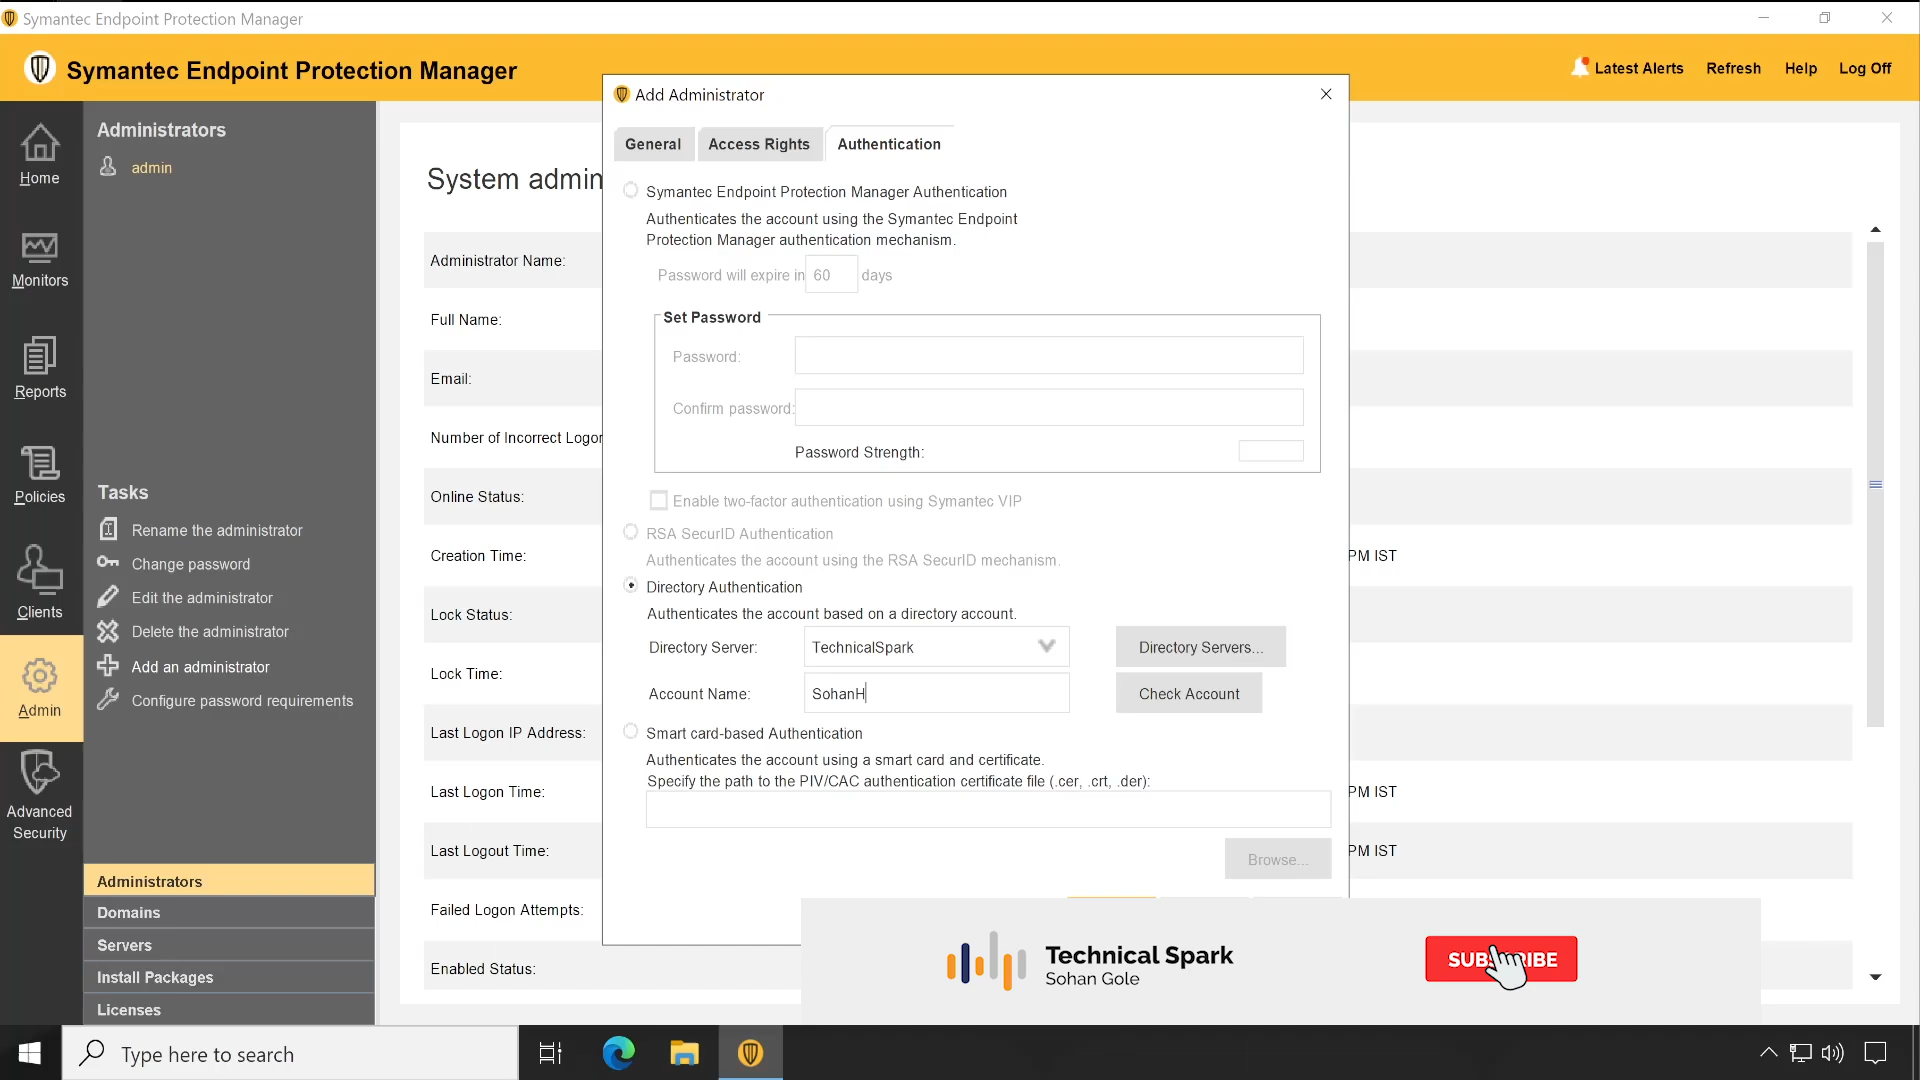 Symantec Endpoint Protection Manager
Symantec Endpoint Protection Manager
Latest Alerts
Refresh
Help
Log Off
Home
Monitors
Reports
Policies
Clients
Admin
Advanced
Security
Administrators
admin
Tasks
Rename the administrator
Change password
Edit the administrator
Delete the administrator
Add an administrator
Configure password requirements
Administrators
Domains
Servers
Install Packages
Licenses
System admin
Administrator Name:
Full Name:
Email:
Number of Incorrect Logon
Online Status:
Creation Time:
PM IST
Lock Status:
Lock Time:
Last Logon IP Address:
Last Logon Time:
PM IST
Last Logout Time:
PM IST
Failed Logon Attempts:
Enabled Status:
Add Administrator
General
Access Rights
Authentication
Symantec Endpoint Protection Manager Authentication
Authenticates the account using the Symantec Endpoint
Protection Manager authentication mechanism.
Password will expire in 60 days
Set Password
Password:
Confirm password:
Password Strength:
Enable two-factor authentication using Symantec VIP
RSA SecurID Authentication
Authenticates the account using the RSA SecurID mechanism.
Directory Authentication
Authenticates the account based on a directory account.
Directory Server: TechnicalSpark Directory Servers...
Account Name: SohanH Check Account
Smart card-based Authentication
Authenticates the account using a smart card and certificate.
Specify the path to the PIV/CAC authentication certificate file (.cer, .crt, .der):
Browse...
Technical Spark
Sohan Gole
SUBSCRIBE
Type here to search